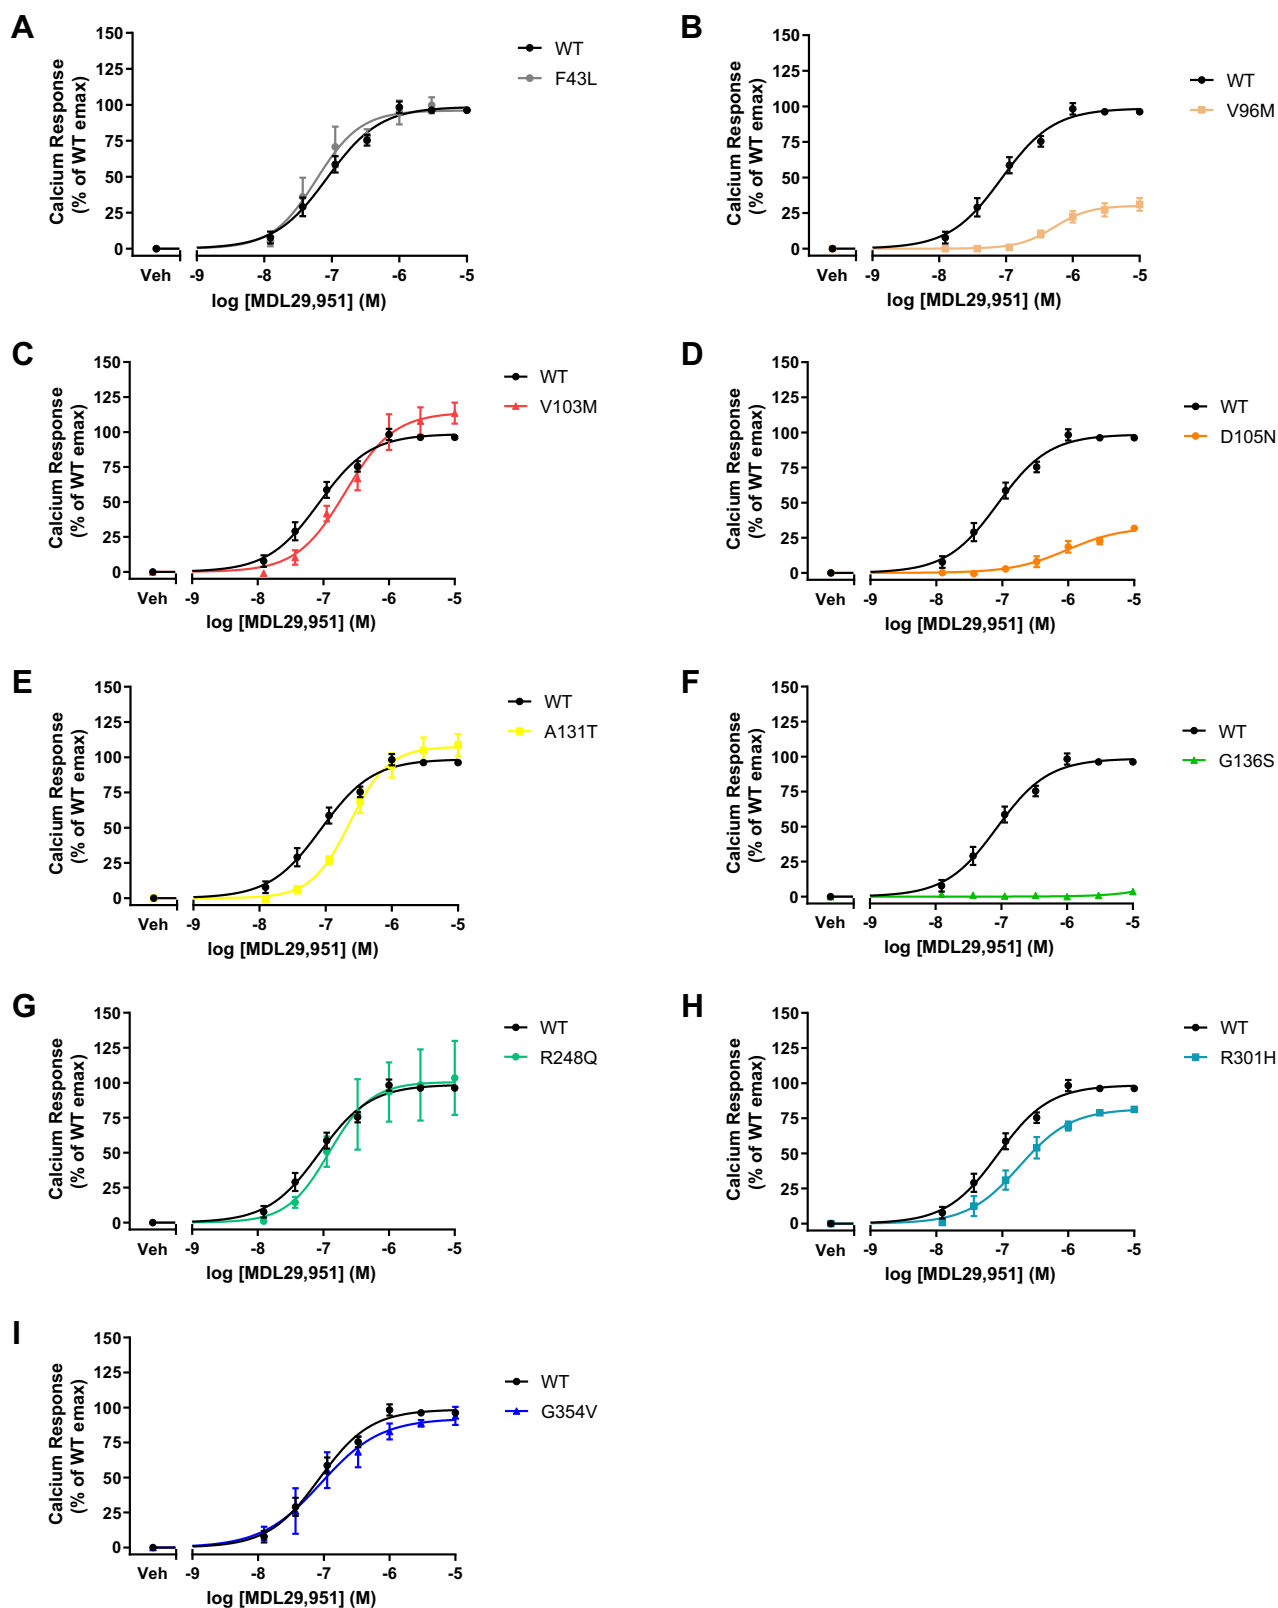 A
Calcium Response
(% of WT emax)
150
125
100
75
50
25
0
Veh
-9
-8
-7
-6
-5
log [MDL29,951] (M)
WT
F43L
B
Calcium Response
(% of WT emax)
150
125
100
75
50
25
0
Veh
-9
-8
-7
-6
-5
log [MDL29,951] (M)
WT
V96M
C
Calcium Response
(% of WT emax)
150
125
100
75
50
25
0
Veh
-9
-8
-7
-6
-5
log [MDL29,951] (M)
WT
V103M
D
Calcium Response
(% of WT emax)
150
125
100
75
50
25
0
Veh
-9
-8
-7
-6
-5
log [MDL29,951] (M)
WT
D105N
E
Calcium Response
(% of WT emax)
150
125
100
75
50
25
0
Veh
-9
-8
-7
-6
-5
log [MDL29,951] (M)
WT
A131T
F
Calcium Response
(% of WT emax)
150
125
100
75
50
25
0
Veh
-9
-8
-7
-6
-5
log [MDL29,951] (M)
WT
G136S
G
Calcium Response
(% of WT emax)
150
125
100
75
50
25
0
Veh
-9
-8
-7
-6
-5
log [MDL29,951] (M)
WT
R248Q
H
Calcium Response
(% of WT emax)
150
125
100
75
50
25
0
Veh
-9
-8
-7
-6
-5
log [MDL29,951] (M)
WT
R301H
I
Calcium Response
(% of WT emax)
150
125
100
75
50
25
0
Veh
-9
-8
-7
-6
-5
log [MDL29,951] (M)
WT
G354V